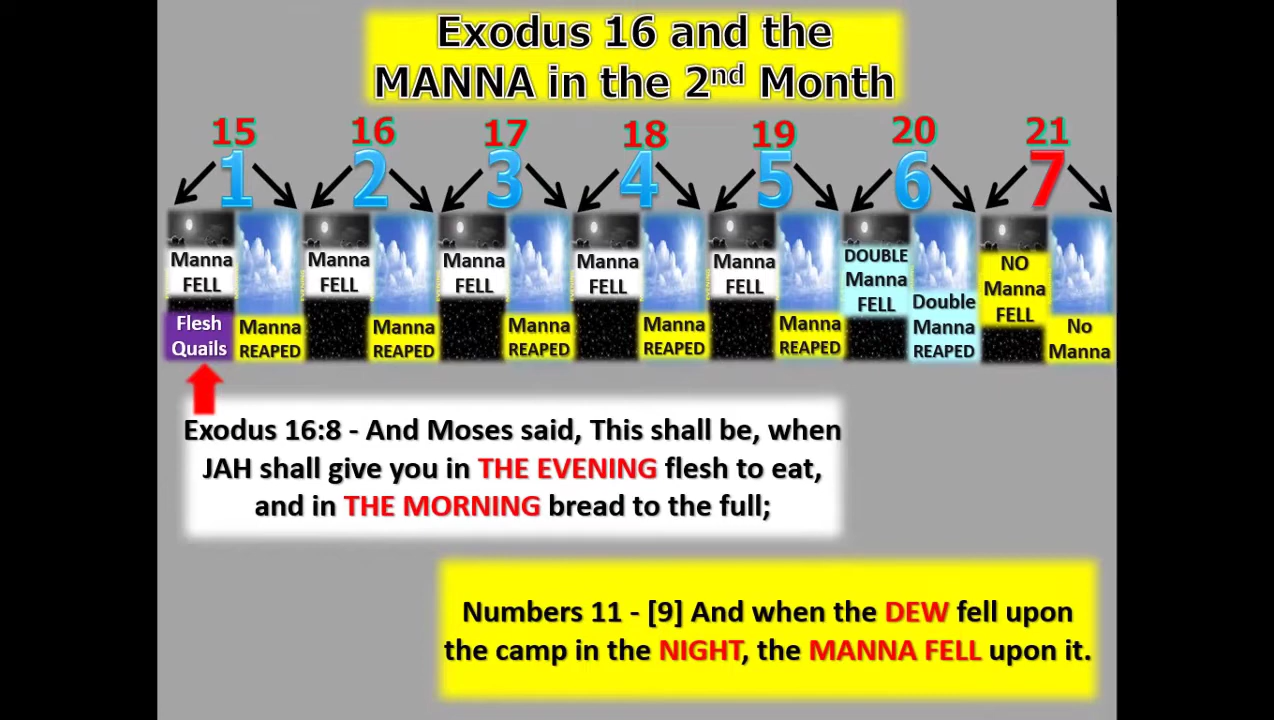 Exodus 16 and the
MANNA in the 2nd Month
15 16 17 18 19 20 21
1 2 3 4 5 6 7
Manna FELL
Flesh Quails
Manna REAPED
Manna FELL
Manna REAPED
Manna FELL
Manna REAPED
Manna FELL
Manna REAPED
Manna FELL
Manna REAPED
DOUBLE Manna FELL
Double Manna REAPED
NO Manna FELL
No Manna
Exodus 16:8 - And Moses said, This shall be, when
JAH shall give you in THE EVENING flesh to eat,
and in THE MORNING bread to the full;
Numbers 11 - [9] And when the DEW fell upon
the camp in the NIGHT, the MANNA FELL upon it.